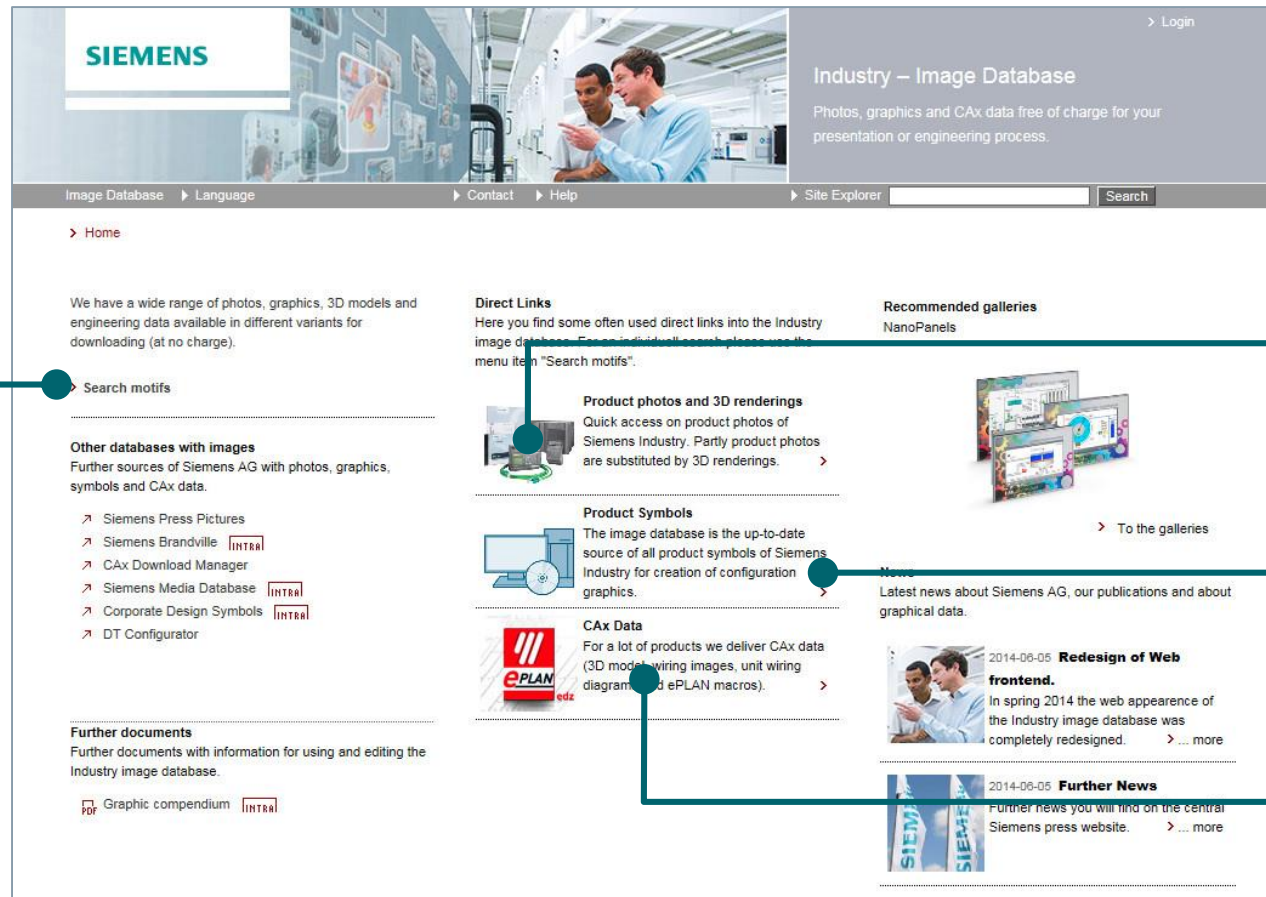 SIEMENS
> Login
Industry – Image Database
Photos, graphics and CAx data free of charge for your
presentation or engineering process.
Image Database Language Contact Help Site Explorer Search
> Home
We have a wide range of photos, graphics, 3D models and
engineering data available in different variants for
downloading (at no charge).
Search motifs
Other databases with images
Further sources of Siemens AG with photos, graphics,
symbols and CAx data.
Siemens Press Pictures
Siemens Brandville INTRA
CAx Download Manager
Siemens Media Database INTRA
Corporate Design Symbols INTRA
DT Configurator
Further documents
Further documents with information for using and editing the
Industry image database.
PDF Graphic compendium INTRA
Direct Links
Here you find some often used direct links into the Industry
image database. For an individuell search please use the
menu item "Search motifs".
Product photos and 3D renderings
Quick access on product photos of
Siemens Industry. Partly product photos
are substituted by 3D renderings. >
Product Symbols
The image database is the up-to-date
source of all product symbols of Siemens
Industry for creation of configuration
graphics. >
ePLAN
edz
CAx Data
For a lot of products we deliver CAx data
(3D model, wiring images, unit wiring
diagram ePLAN macros). >
Recommended galleries
NanoPanels
> To the galleries
News
Latest news about Siemens AG, our publications and about
graphical data.
2014-06-05 Redesign of Web
frontend.
In spring 2014 the web appearence of
the Industry image database was
completely redesigned. > ... more
SIEMENS
SIEMENS
2014-06-05 Further News
Further news you will find on the central
Siemens press website. > ... more